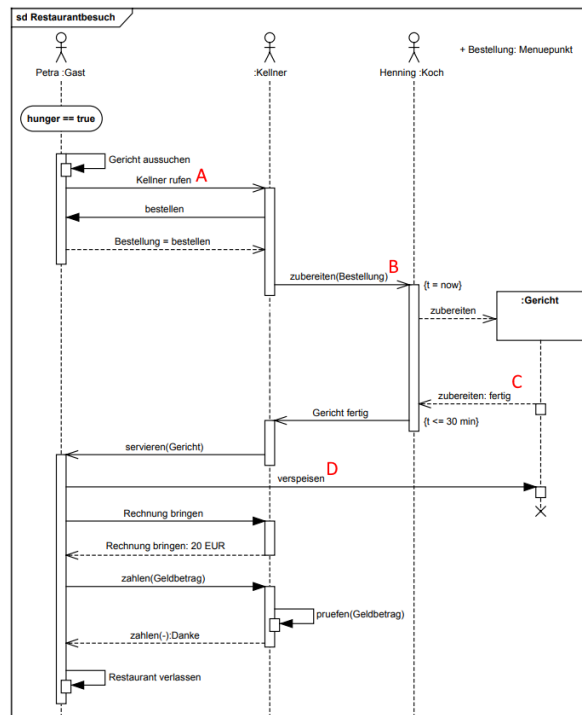 sd Restaurantbesuch
Petra :Gast
:Kellner
Henning :Koch
+ Bestellung: Menuepunkt
hunger == true
Gericht aussuchen
Kellner rufen
A
bestellen
Bestellung = bestellen
zubereiten(Bestellung)
B
{t = now}
:Gericht
zubereiten
C
zubereiten: fertig
Gericht fertig
{t <= 30 min}
servieren(Gericht)
D
verspeisen
Rechnung bringen
Rechnung bringen: 20 EUR
zahlen(Geldbetrag)
pruefen(Geldbetrag)
zahlen(-):Danke
Restaurant verlassen